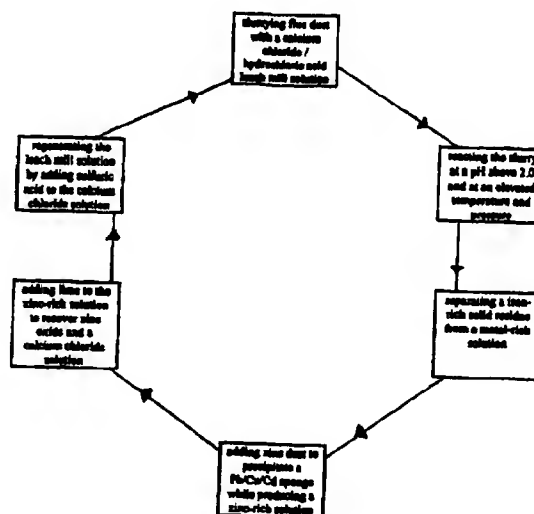 slurrying flue dust
with a calcium
chloride /
hydrochloric acid
leach mill solution
reacting the slurry
at a pH above 2.0
and at an elevated
temperature and
pressure
separating a iron-
rich solid residue
from a metal-rich
solution
adding zinc dust to
precipitate a
Pb/Cu/Cd sponge
while producing a
zinc-rich solution
adding lime to the
zinc-rich solution
to recover zinc
oxide and a
calcium chloride
solution
regenerating the
leach mill solution
by adding sulfuric
acid to the calcium
chloride solution